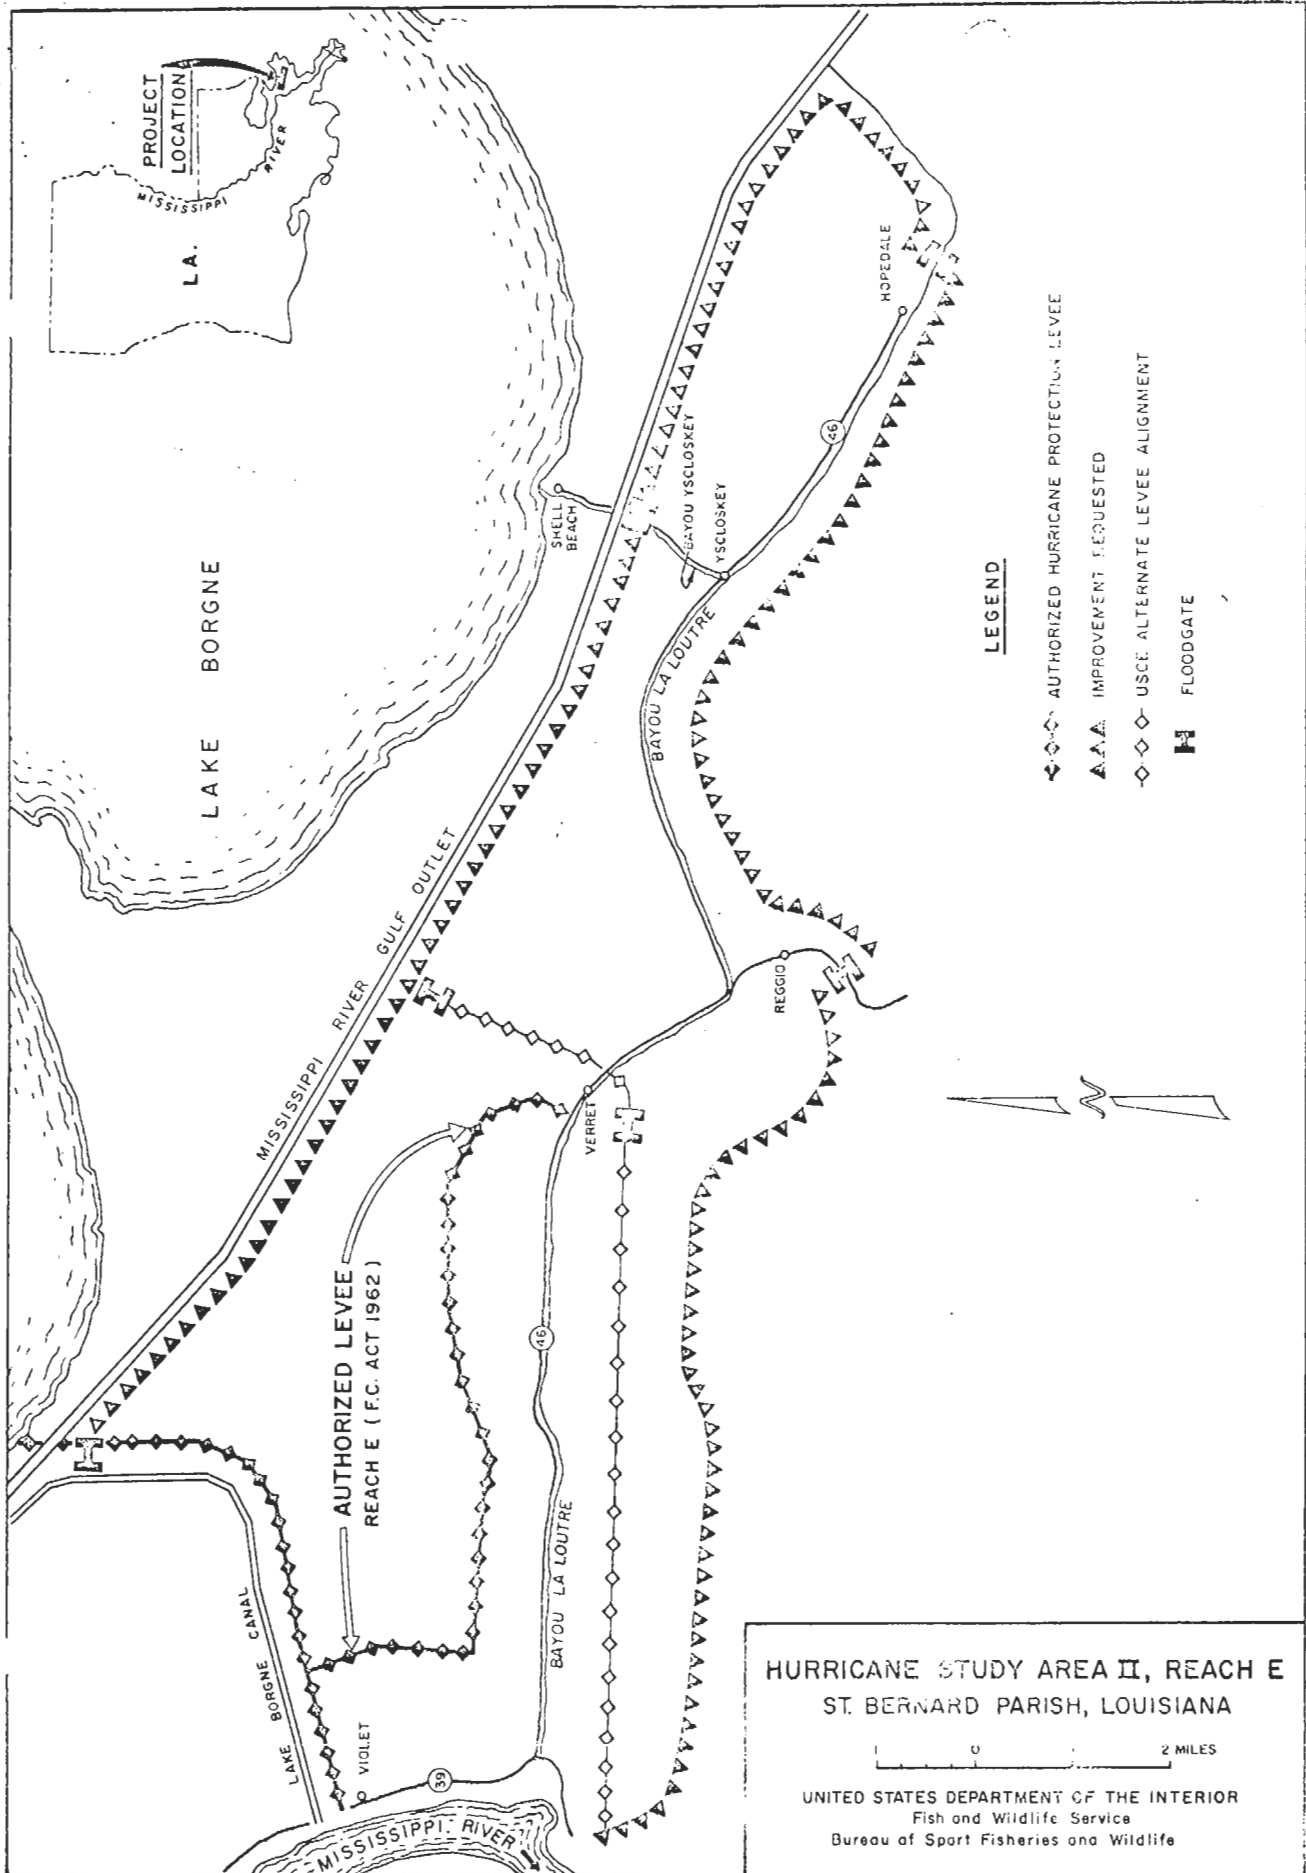 PROJECT
LOCATION
MISSISSIPPI
RIVER
LA.
LAKE BORGNE
SHELL
BEACH
HOPEDALE
46
BAYOU YSCLOSKEY
YSCLOSKEY
BAYOU LA LOUTRE
MISSISSIPPI RIVER GULF OUTLET
REGGIO
VERRET
AUTHORIZED LEVEE
REACH E (F.C. ACT 1962)
46
BAYOU LA LOUTRE
LAKE BORGNE CANAL
VIOLET
39
MISSISSIPPI RIVER
LEGEND
AUTHORIZED HURRICANE PROTECTION LEVEE
IMPROVEMENT REQUESTED
USCE ALTERNATE LEVEE ALIGNMENT
FLOODGATE
HURRICANE STUDY AREA II, REACH E
ST. BERNARD PARISH, LOUISIANA
1 0 2 MILES
UNITED STATES DEPARTMENT OF THE INTERIOR
Fish and Wildlife Service
Bureau of Sport Fisheries and Wildlife